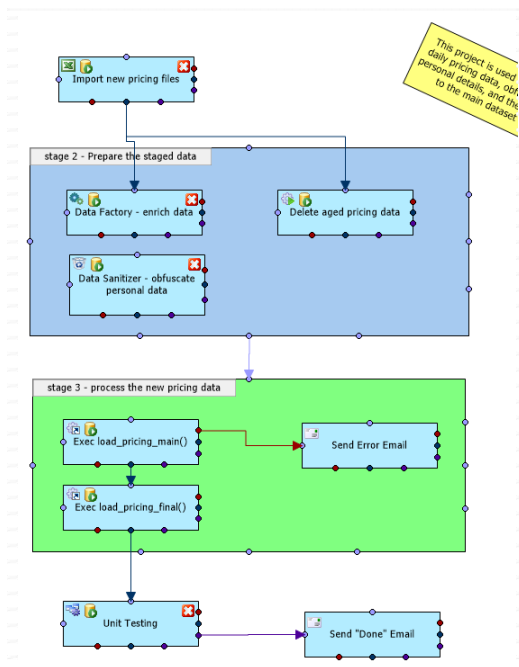 This project is used
daily pricing data,
personal details, and
to the main dataset
Import new pricing files
stage 2 - Prepare the staged data
Data Factory - enrich data
Delete aged pricing data
Data Sanitizer - obfuscate
personal data
stage 3 - process the new pricing data
Exec load_pricing_main()
Send Error Email
Exec load_pricing_final()
Unit Testing
Send "Done" Email